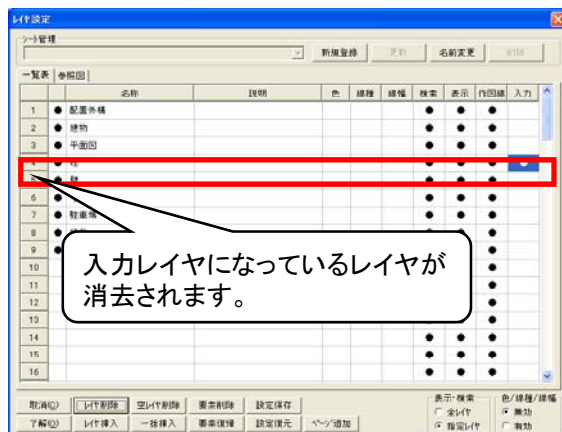 レイヤ設定
シート管理
新規登録 更新 名前変更 削除
一覧表 参照図
名称 説明 色 線種 線幅 検索 表示 作図線 入力
1 ● 配置外構 ● ● ●
2 ● 建物 ● ● ●
3 ● 平面図 ● ● ●
4
5
6 ● ● ● ●
7 ● 駐車場 ● ● ●
8 ● ● ● ●
9 ● ●
10 ●
11 ●
12 ●
13 ●
14 ● ● ●
15 ● ● ●
16 ● ● ●
入力レイヤになっているレイヤが
消去されます。
取消(C) レイヤ削除 空レイヤ削除 要素削除 設定保存
了解(O) レイヤ挿入 一括挿入 要素復帰 設定復元 ページ追加
表示・検索
全レイヤ
指定レイヤ
色/線種/線幅
無効
有効